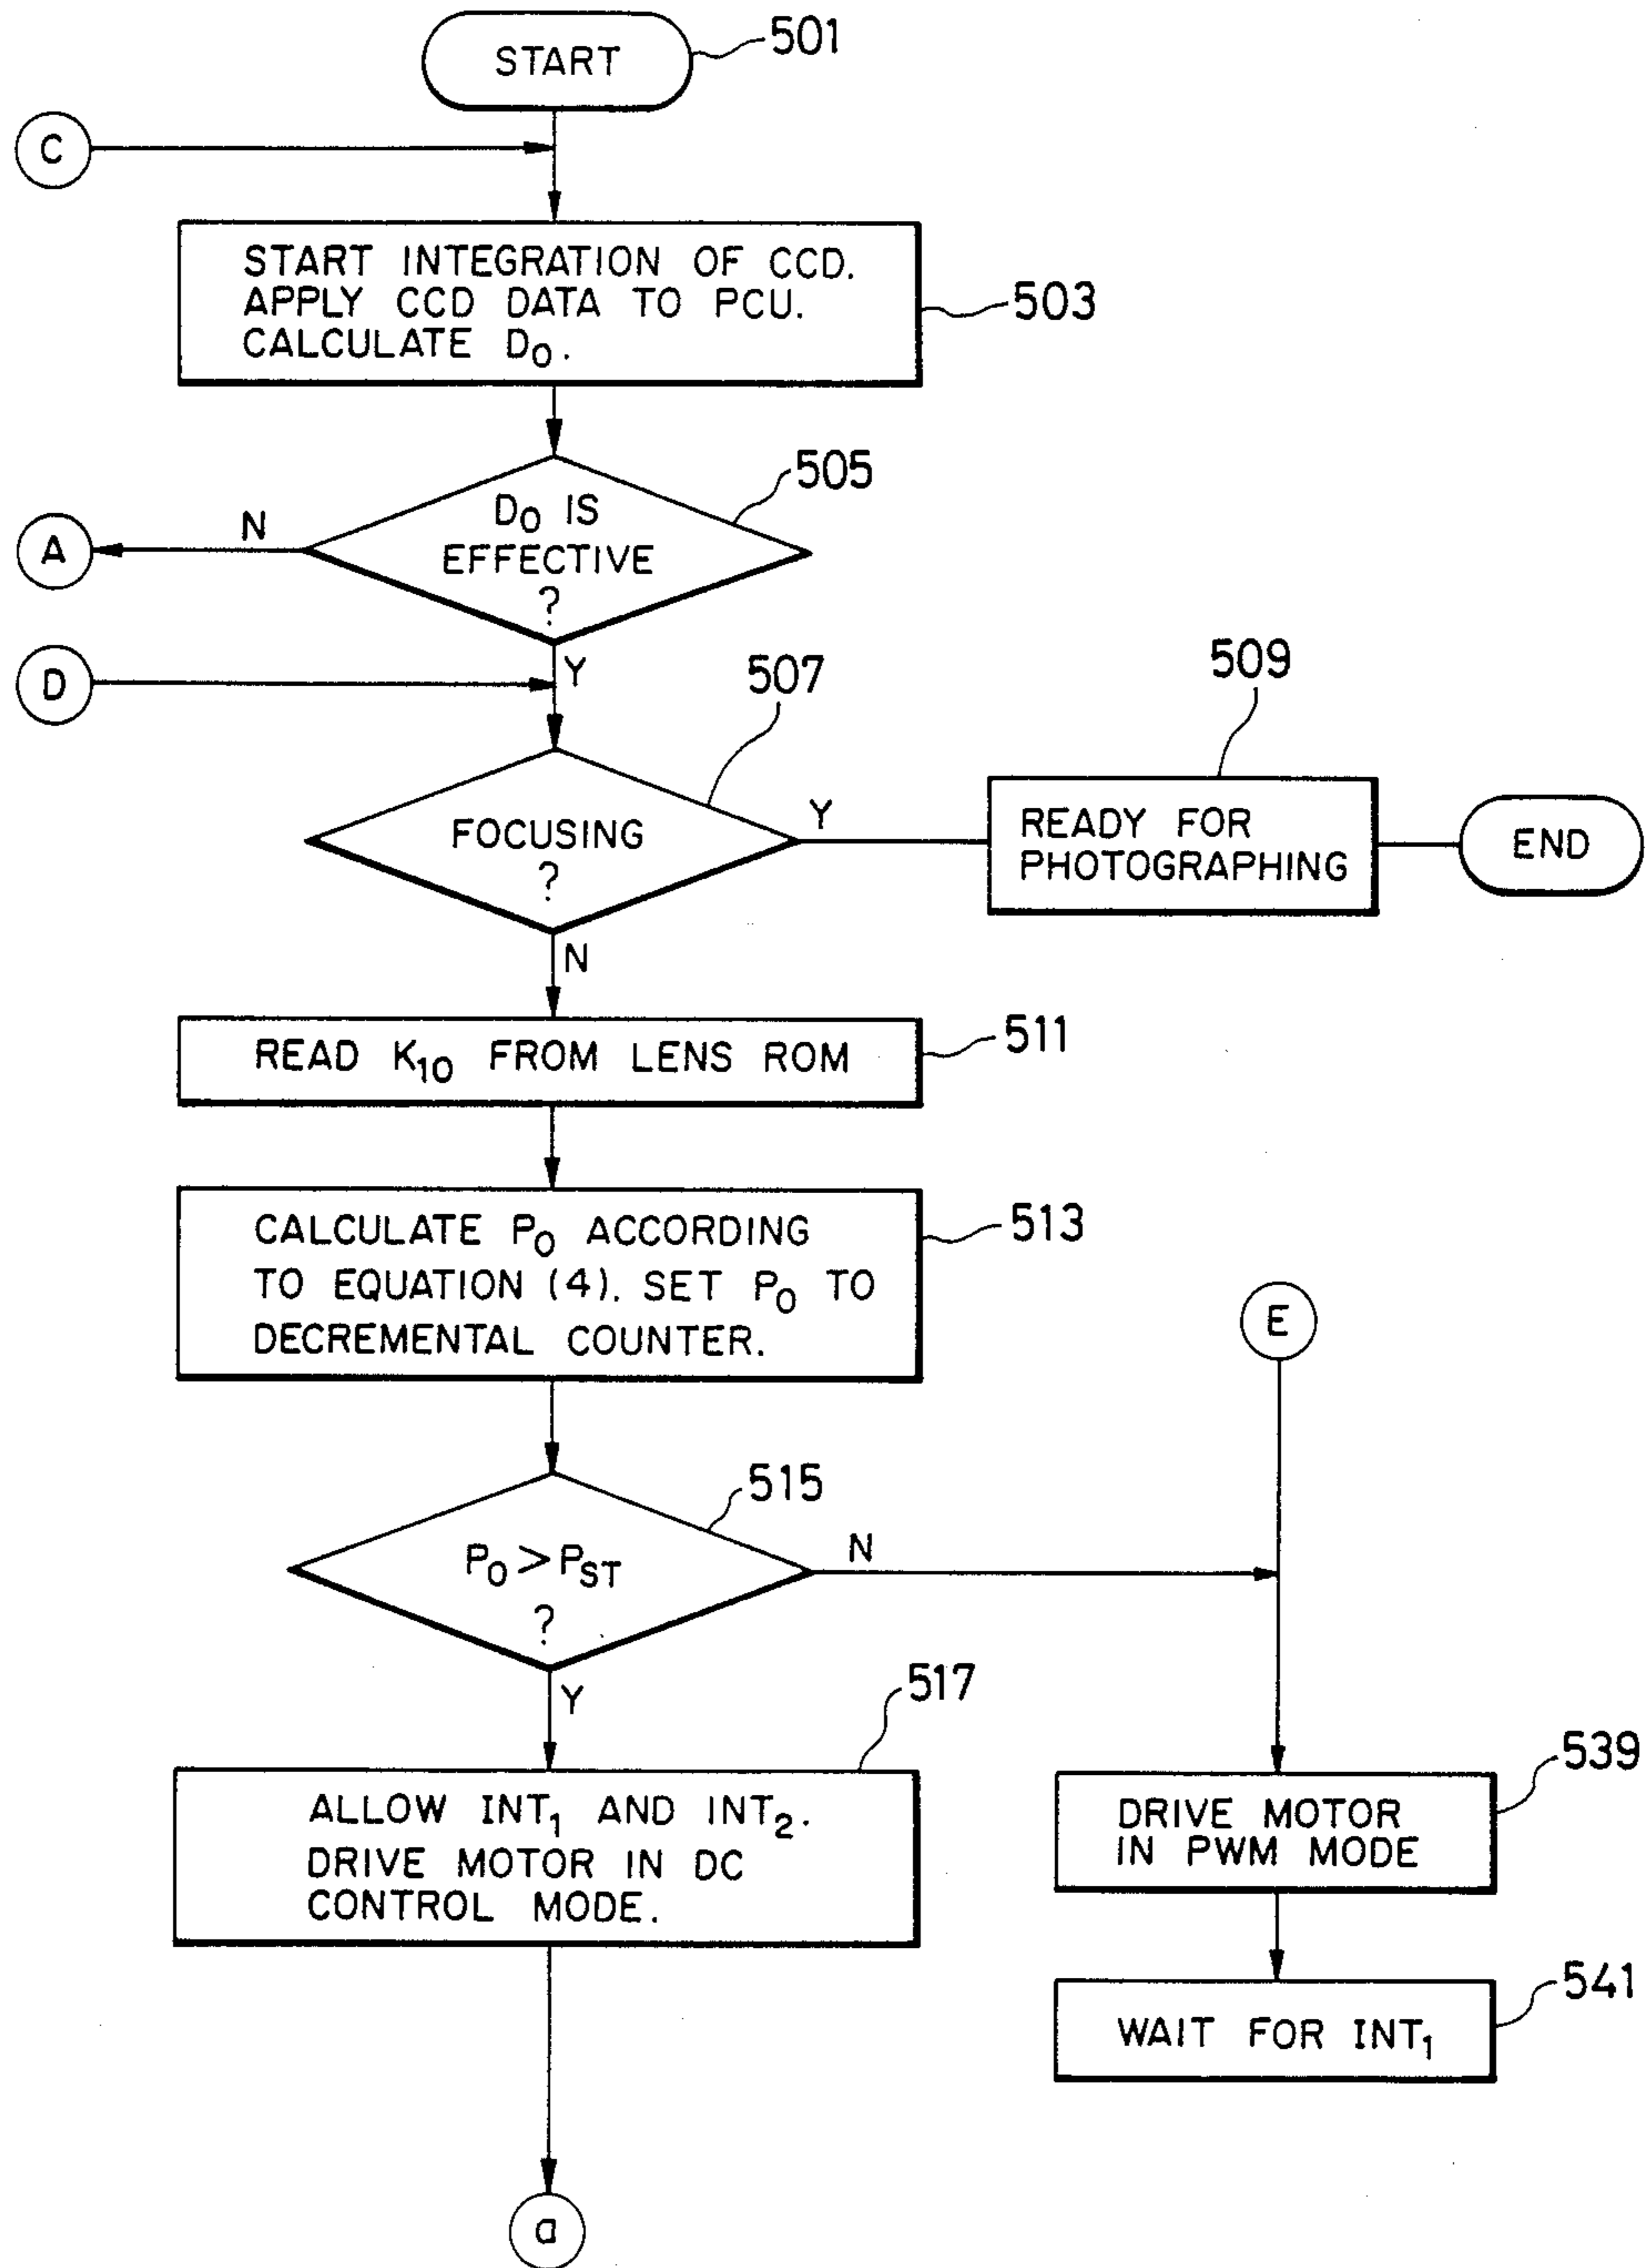 START
501
C
START INTEGRATION OF CCD.
APPLY CCD DATA TO PCU.
CALCULATE D₀.
503
505
D₀ IS
EFFECTIVE
?
N
A
Y
D
507
509
FOCUSING
?
Y
READY FOR
PHOTOGRAPHING
END
N
READ K₁₀ FROM LENS ROM
511
CALCULATE P₀ ACCORDING
TO EQUATION (4). SET P₀ TO
DECREMENTAL COUNTER.
513
E
515
P₀ > P_ST
?
N
Y
517
ALLOW INT₁ AND INT₂.
DRIVE MOTOR IN DC
CONTROL MODE.
539
DRIVE MOTOR
IN PWM MODE
541
WAIT FOR INT₁
a